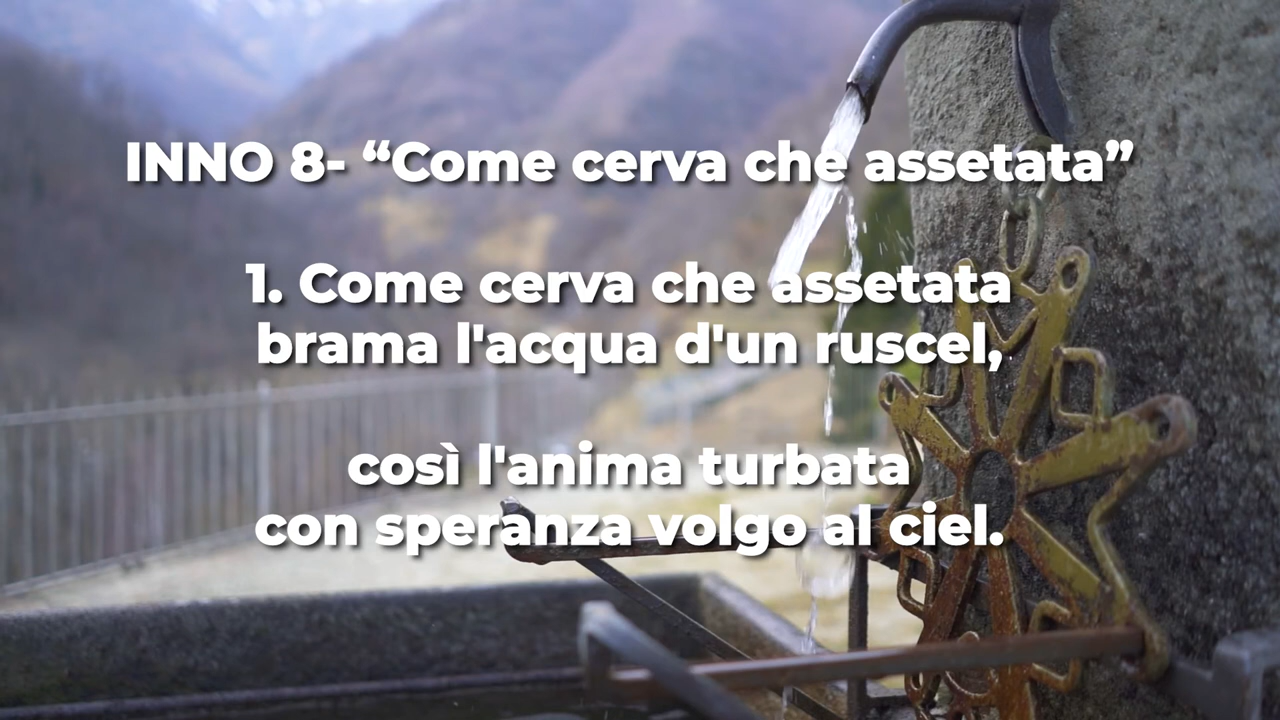 INNO 8- “Come cerva che assetata”
1. Come cerva che assetata
brama l'acqua d'un ruscel,
così l'anima turbata
con speranza volgo al ciel.